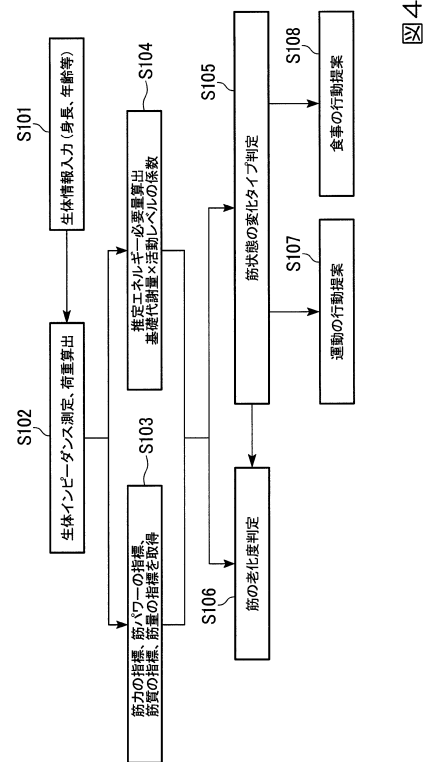 図4
S101
生体情報入力(身長、年齢等)
S102
生体インピーダンス測定、荷重算出
S103
筋力の指標、筋パワーの指標、
筋質の指標、筋量の指標を取得
S104
推定エネルギー必要量算出
基礎代謝量×活動レベルの係数
S105
筋状態の変化タイプ判定
S106
筋の老化度判定
S107
運動の行動提案
S108
食事の行動提案